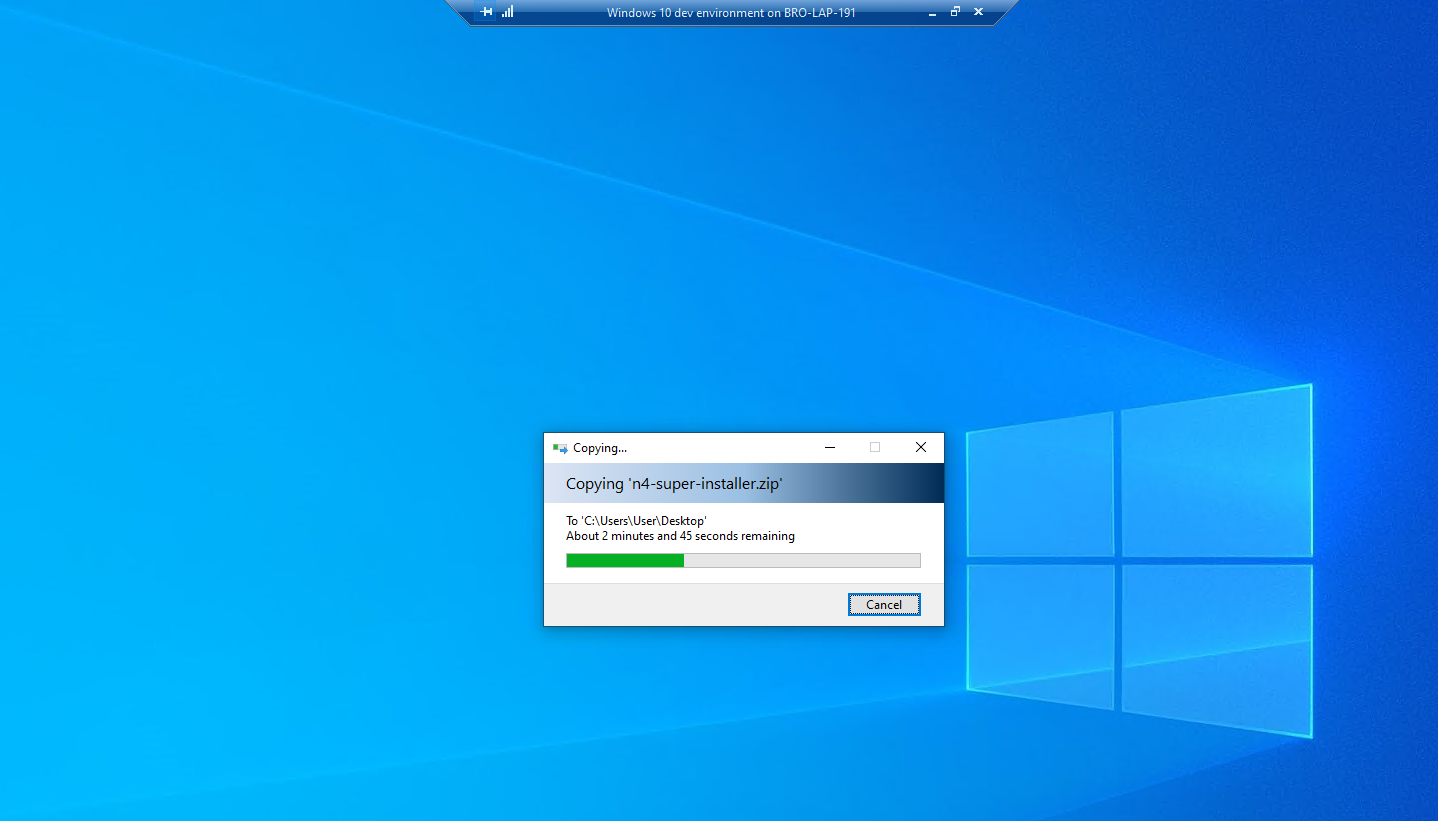 Windows 10 dev environment on BRO-LAP-191
Copying...
Copying 'n4-super-installer.zip'
To 'C:\Users\User\Desktop'
About 2 minutes and 45 seconds remaining
Cancel